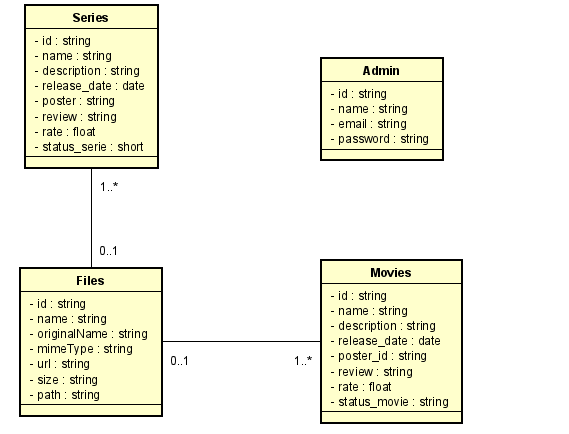 Series
- id : string
- name : string
- description : string
- release_date : date
- poster : string
- review : string
- rate : float
- status_serie : short
Admin
- id : string
- name : string
- email : string
- password : string
1..*
0..1
Files
- id : string
- name : string
- originalName : string
- mimeType : string
- url : string
- size : string
- path : string
0..1
1..*
Movies
- id : string
- name : string
- description : string
- release_date : date
- poster_id : string
- review : string
- rate : float
- status_movie : string